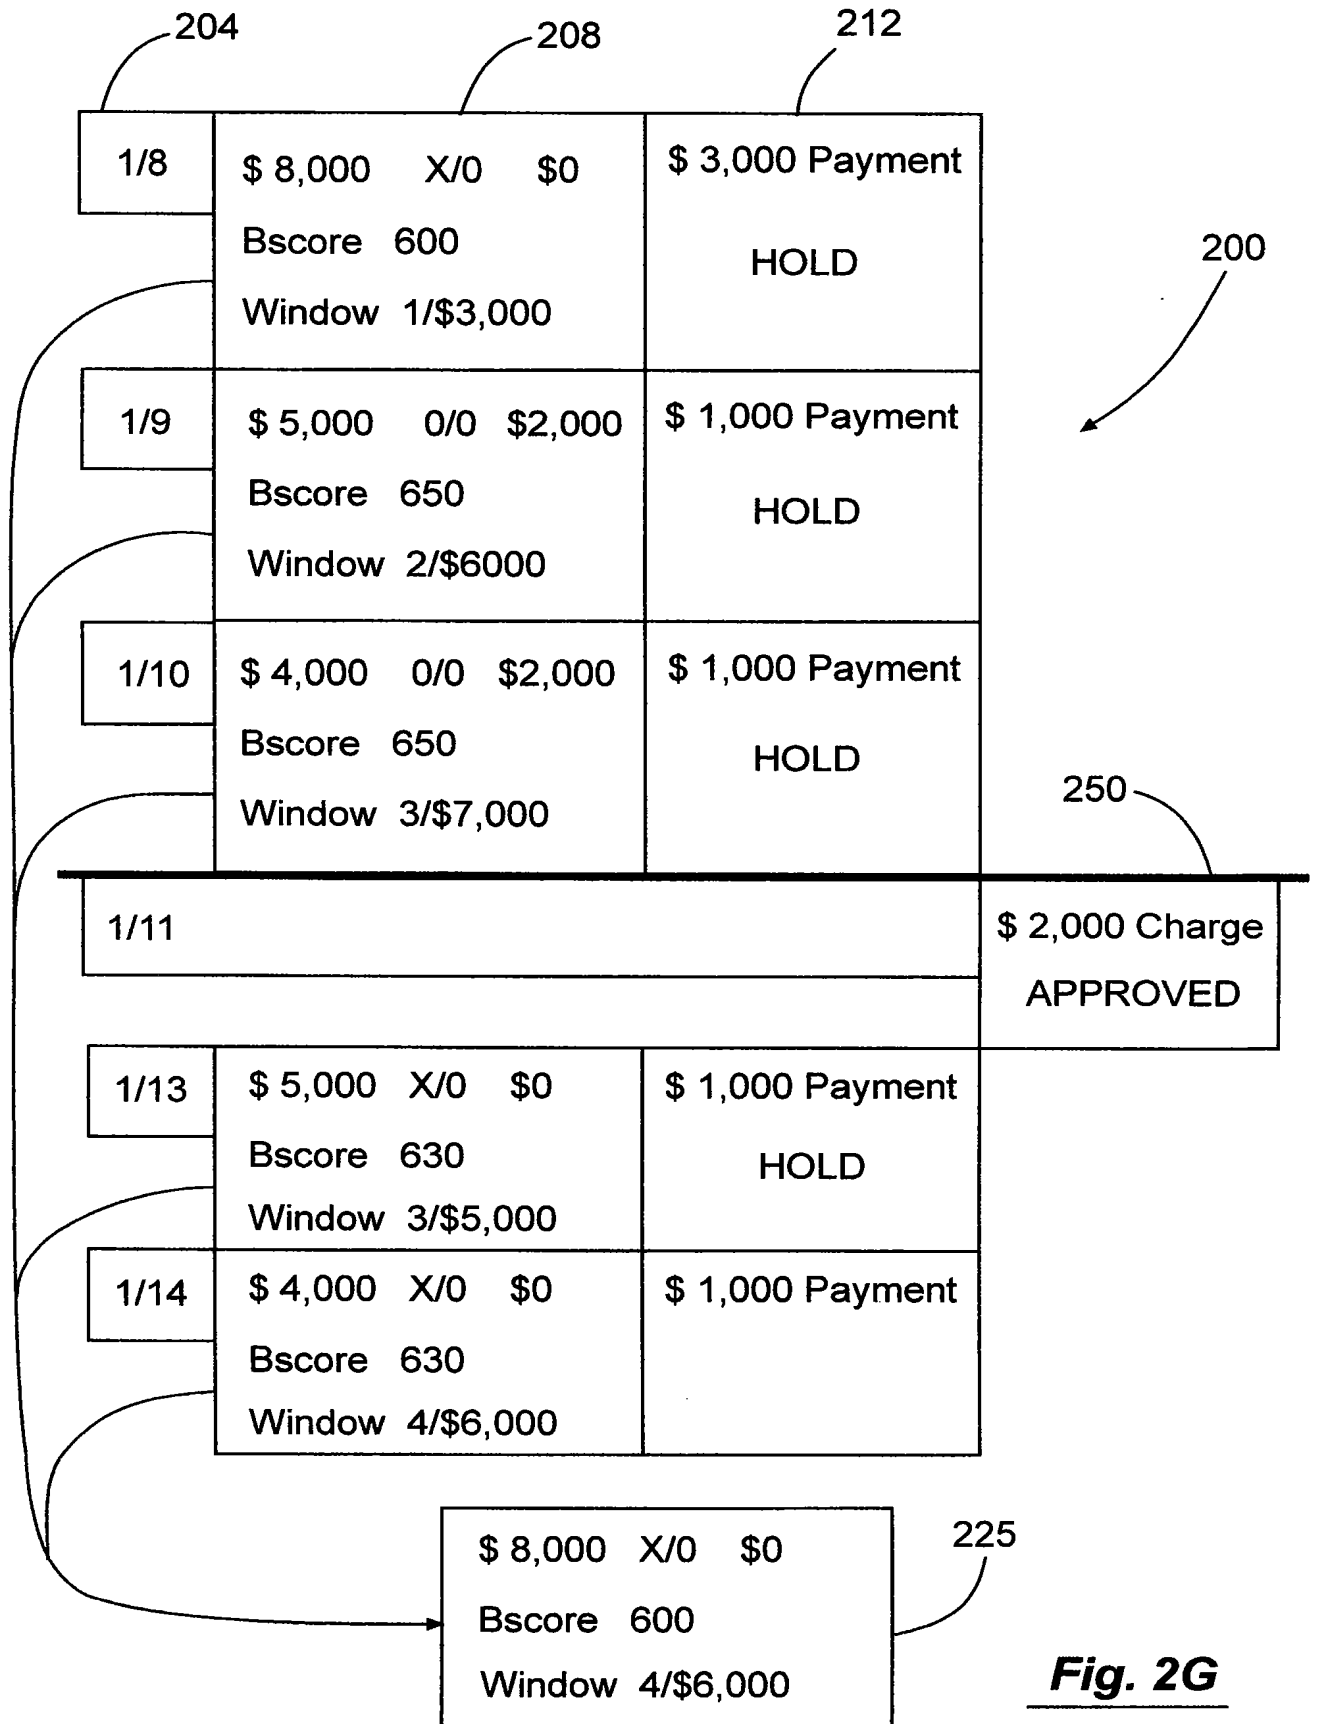 204 208 212
1/8 $ 8,000 X/0 $0 $ 3,000 Payment
Bscore 600 HOLD 200
Window 1/$3,000
1/9 $ 5,000 0/0 $2,000 $ 1,000 Payment
Bscore 650 HOLD
Window 2/$6000
1/10 $ 4,000 0/0 $2,000 $ 1,000 Payment
Bscore 650 HOLD
Window 3/$7,000 250
1/11 $ 2,000 Charge
APPROVED
1/13 $ 5,000 X/0 $0 $ 1,000 Payment
Bscore 630 HOLD
Window 3/$5,000
1/14 $ 4,000 X/0 $0 $ 1,000 Payment
Bscore 630
Window 4/$6,000
$ 8,000 X/0 $0 225
Bscore 600
Window 4/$6,000
Fig. 2G